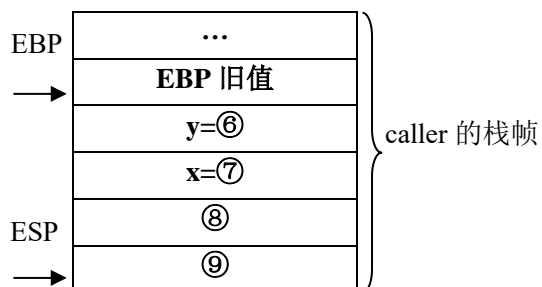 …
EBP
EBP 旧值
y=⑥
caller 的栈帧
x=⑦
⑧
ESP
⑨